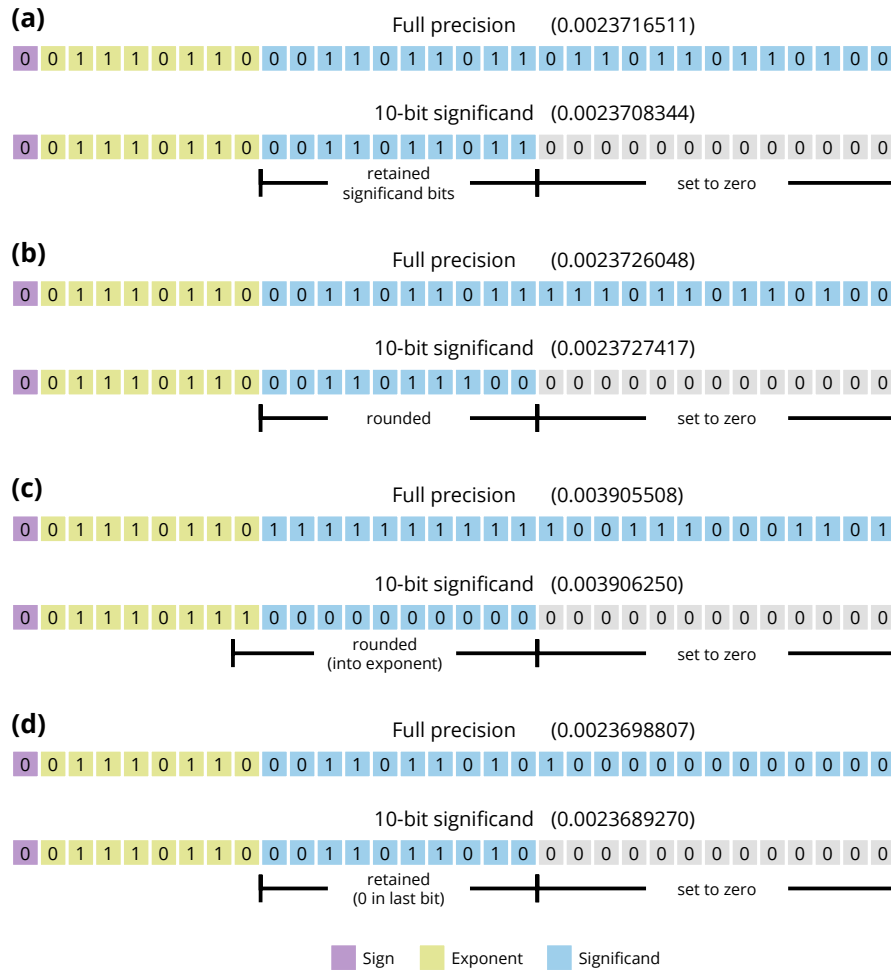 (a)
Full precision (0.0023716511)
0 0 1 1 1 0 1 1 0 0 0 1 1 0 1 1 0 1 1 0 1 1 0 1 1 0 1 1 0 1 0 0
10-bit significand (0.0023708344)
0 0 1 1 1 0 1 1 0 0 0 1 1 0 1 1 0 1 1 0 0 0 0 0 0 0 0 0 0 0 0 0
retained
significand bits
set to zero
(b)
Full precision (0.0023726048)
0 0 1 1 1 0 1 1 0 0 0 1 1 0 1 1 0 1 1 1 1 1 0 1 1 0 1 1 0 1 0 0
10-bit significand (0.0023727417)
0 0 1 1 1 0 1 1 0 0 0 1 1 0 1 1 1 0 0 0 0 0 0 0 0 0 0 0 0 0 0 0
rounded
set to zero
(c)
Full precision (0.003905508)
0 0 1 1 1 0 1 1 0 1 1 1 1 1 1 1 1 1 1 1 0 0 1 1 1 0 0 0 1 1 0 1
10-bit significand (0.003906250)
0 0 1 1 1 0 1 1 1 0 0 0 0 0 0 0 0 0 0 0 0 0 0 0 0 0 0 0 0 0 0 0
rounded
(into exponent)
set to zero
(d)
Full precision (0.0023698807)
0 0 1 1 1 0 1 1 0 0 0 1 1 0 1 1 0 1 0 1 0 0 0 0 0 0 0 0 0 0 0 0
10-bit significand (0.0023689270)
0 0 1 1 1 0 1 1 0 0 0 1 1 0 1 1 0 1 0 0 0 0 0 0 0 0 0 0 0 0 0 0
retained
(0 in last bit)
set to zero
Sign Exponent Significand